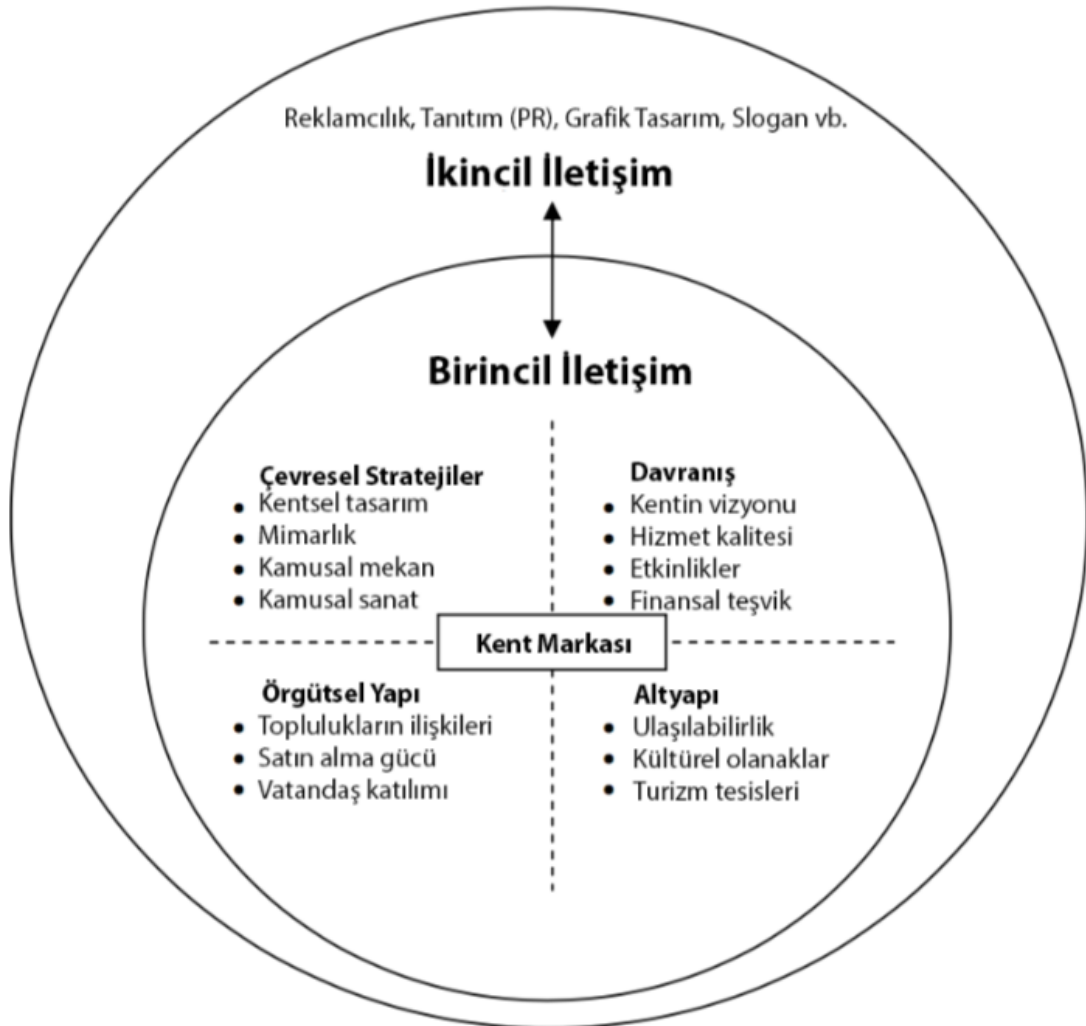 Reklamcılık, Tanıtım (PR), Grafik Tasarım, Slogan vb.
İkincil İletişim
Birincil İletişim
Çevresel Stratejiler
• Kentsel tasarım
• Mimarlık
• Kamusal mekan
• Kamusal sanat
Davranış
• Kentin vizyonu
• Hizmet kalitesi
• Etkinlikler
• Finansal teşvik
Kent Markası
Örgütsel Yapı
• Toplulukların ilişkileri
• Satın alma gücü
• Vatandaş katılımı
Altyapı
• Ulaşılabilirlik
• Kültürel olanaklar
• Turizm tesisleri